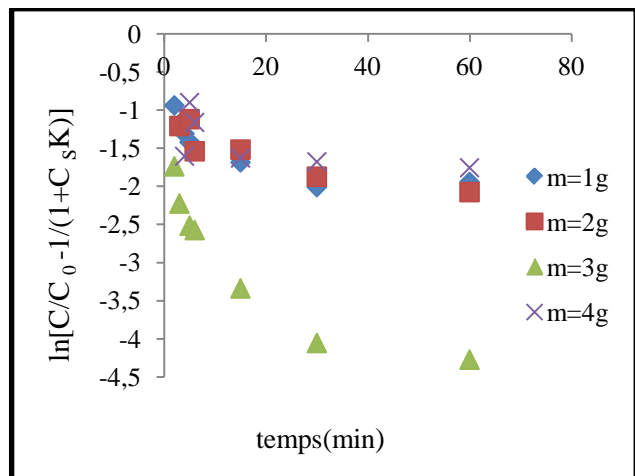 0
-0,5
-1
-1,5
-2
-2,5
-3
-3,5
-4
-4,5
0 20 40 60 80
ln[C/C0 -1/(1+CsK)]
temps(min)
m=1g
m=2g
m=3g
m=4g